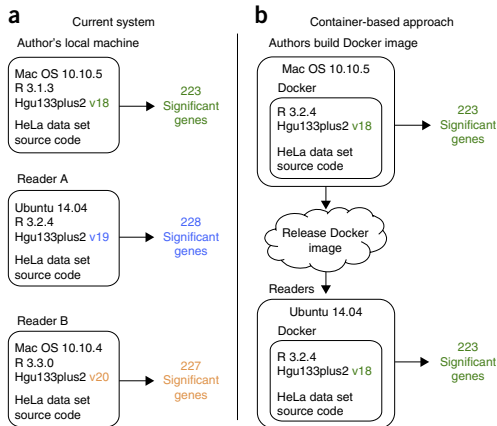 a
Current system
Author's local machine
Mac OS 10.10.5
R 3.1.3
Hgu133plus2 v18
HeLa data set
source code
223
Significant
genes
Reader A
Ubuntu 14.04
R 3.2.4
Hgu133plus2 v19
HeLa data set
source code
228
Significant
genes
Reader B
Mac OS 10.10.4
R 3.3.0
Hgu133plus2 v20
HeLa data set
source code
227
Significant
genes
b
Container-based approach
Authors build Docker image
Mac OS 10.10.5
Docker
R 3.2.4
Hgu133plus2 v18
HeLa data set
source code
223
Significant
genes
Release Docker
image
Readers
Ubuntu 14.04
Docker
R 3.2.4
Hgu133plus2 v18
HeLa data set
source code
223
Significant
genes